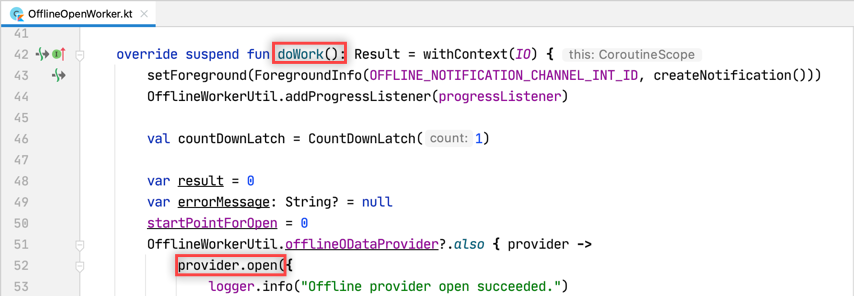 OfflineOpenWorker.kt
41
42 override suspend fun doWork(): Result = withContext(IO) { this: CoroutineScope
43 setForeground(ForegroundInfo(OFFLINE_NOTIFICATION_CHANNEL_INT_ID, createNotification()))
44 OfflineWorkerUtil.addProgressListener(progressListener)
45
46 val countDownLatch = CountDownLatch( count: 1)
47
48 var result = 0
49 var errorMessage: String? = null
50 startPointForOpen = 0
51 OfflineWorkerUtil.offlineODataProvider?.also { provider ->
52 provider.open({
53 logger.info("Offline provider open succeeded.")